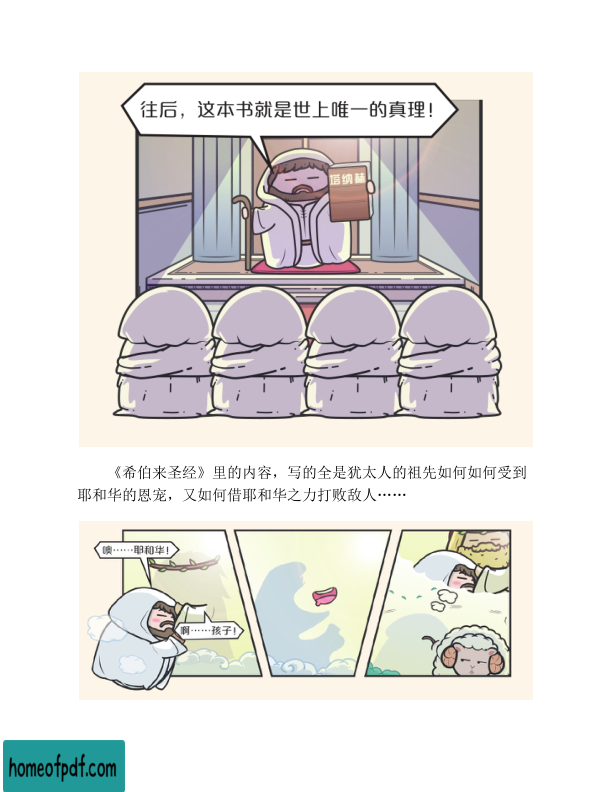 往后，这本书就是世上唯一的真理！
塔纳赫
《希伯来圣经》里的内容，写的全是犹太人的祖先如何如何受到
耶和华的恩宠，又如何借耶和华之力打败敌人……
噢……耶和华！
啊……孩子！
homeofpdf.com